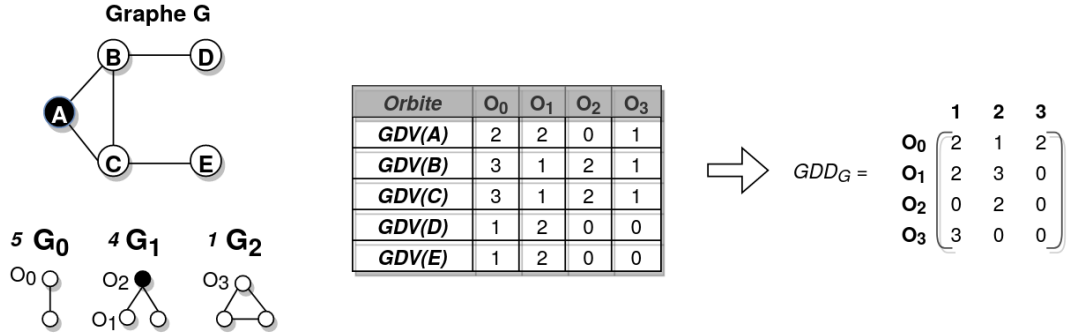 Graphe G
B
D
A
C
E
5 G0
4 G1
1 G2
O0
O2
O1
O3
Orbite O0 O1 O2 O3
GDV(A) 2 2 0 1
GDV(B) 3 1 2 1
GDV(C) 3 1 2 1
GDV(D) 1 2 0 0
GDV(E) 1 2 0 0
GDDG =
1 2 3
O0 2 1 2
O1 2 3 0
O2 0 2 0
O3 3 0 0